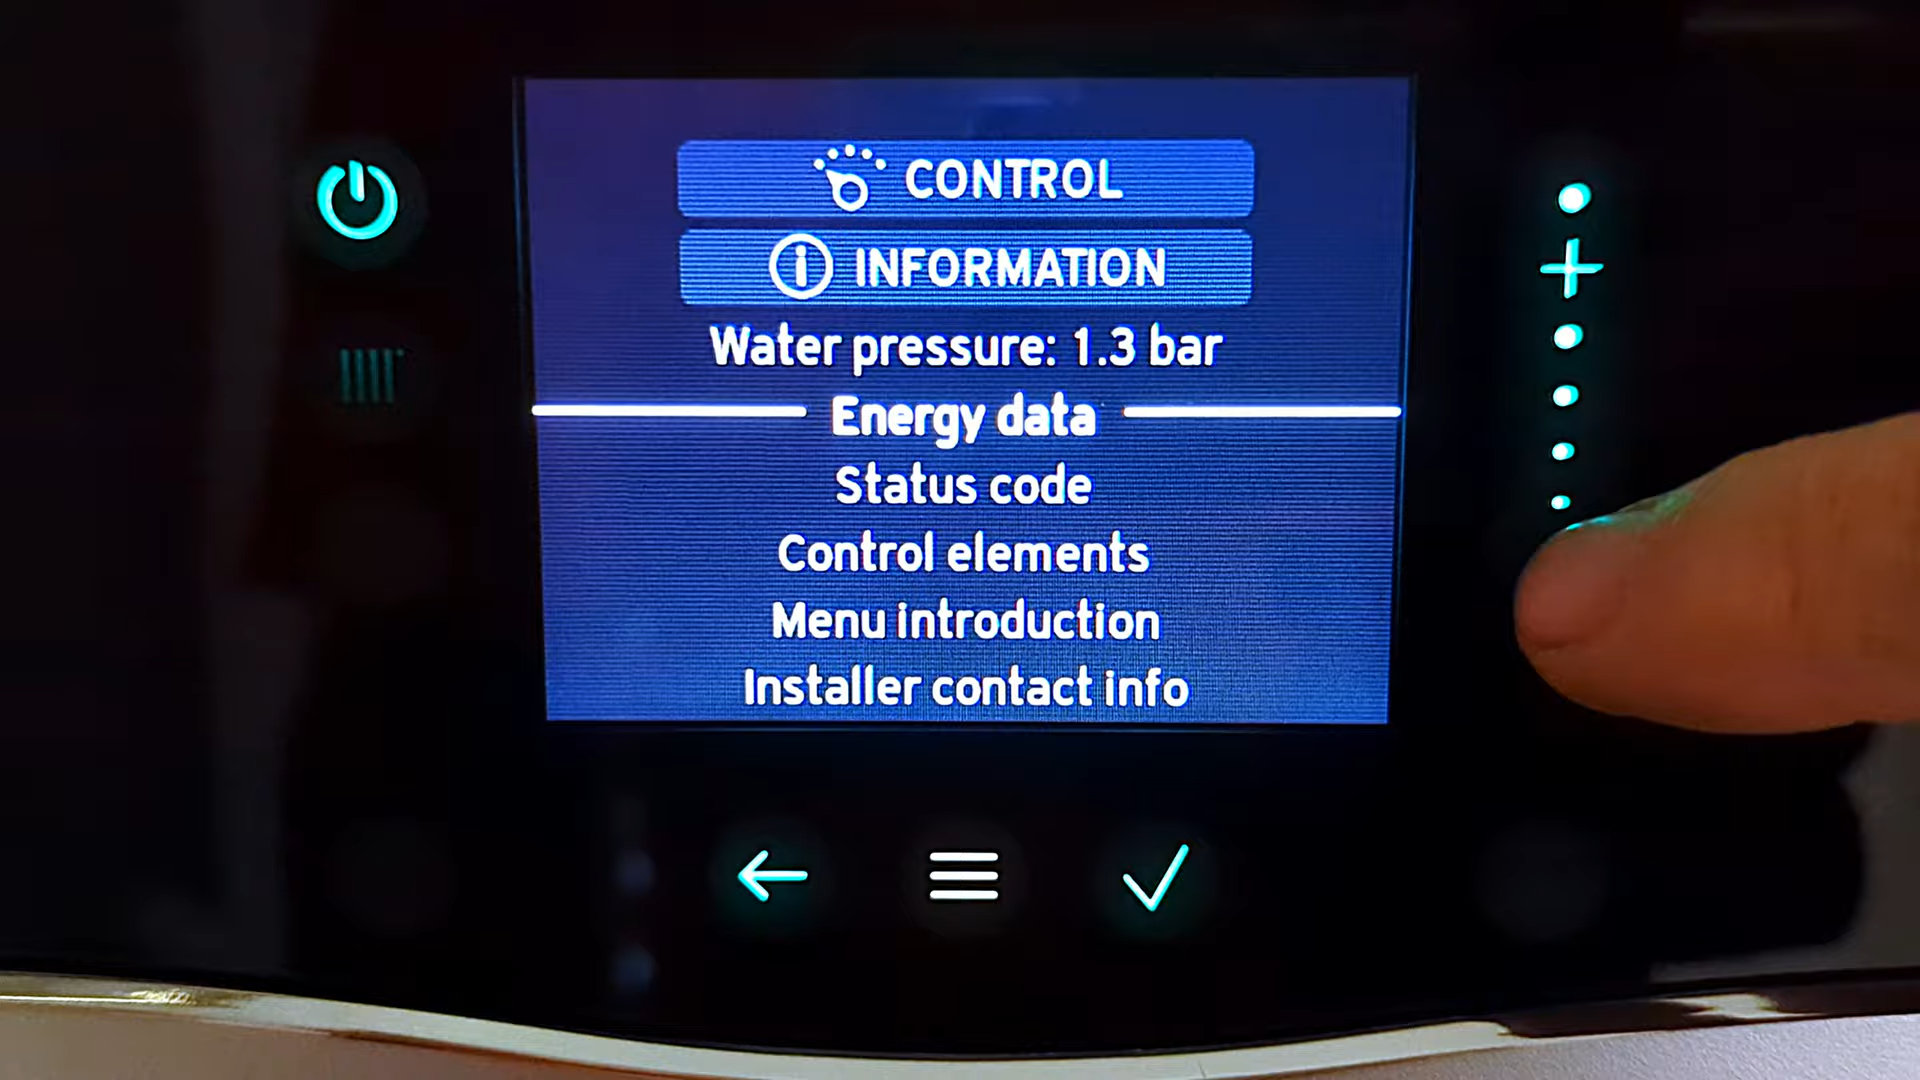 CONTROL
INFORMATION
Water pressure: 1.3 bar
Energy data
Status code
Control elements
Menu introduction
Installer contact info